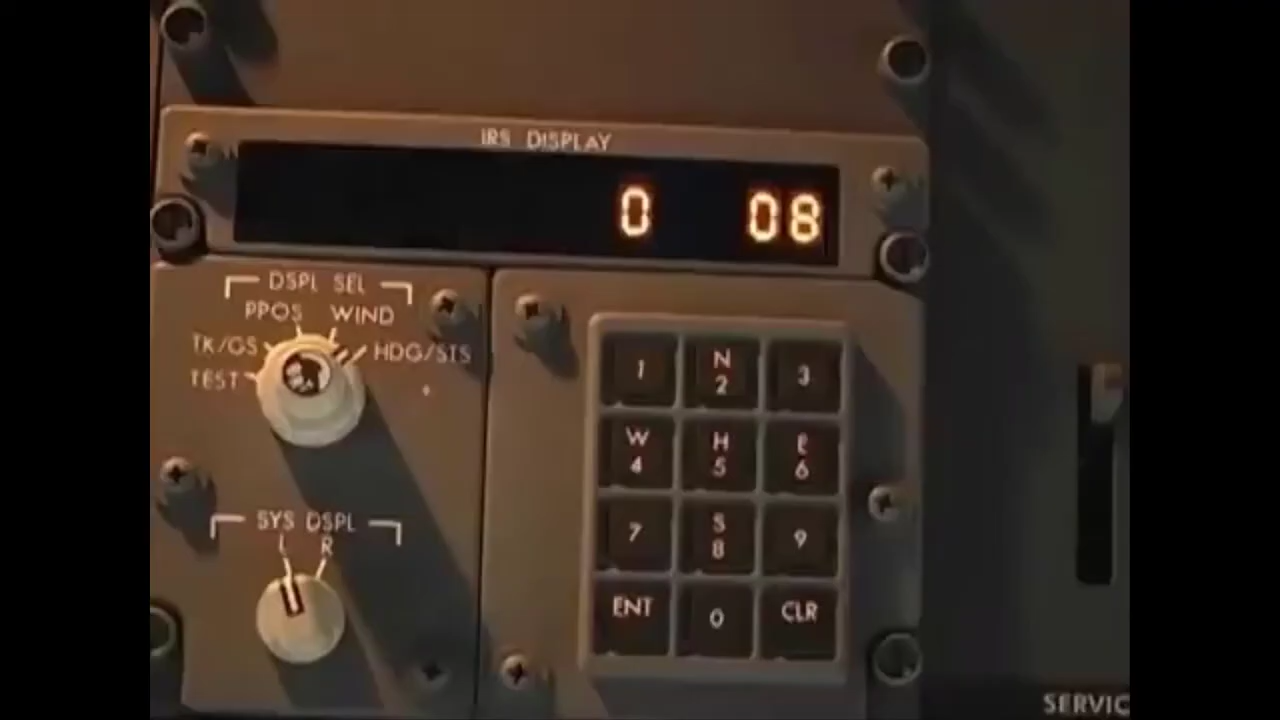 IRS DISPLAY
0 08
DSPL SEL
PPOS WIND
TK/GS HDG/STS
TEST
SYS DSPL
L R
1 N 2 3
W 4 H 5 E 6
7 S 8 9
ENT 0 CLR
SERVIC